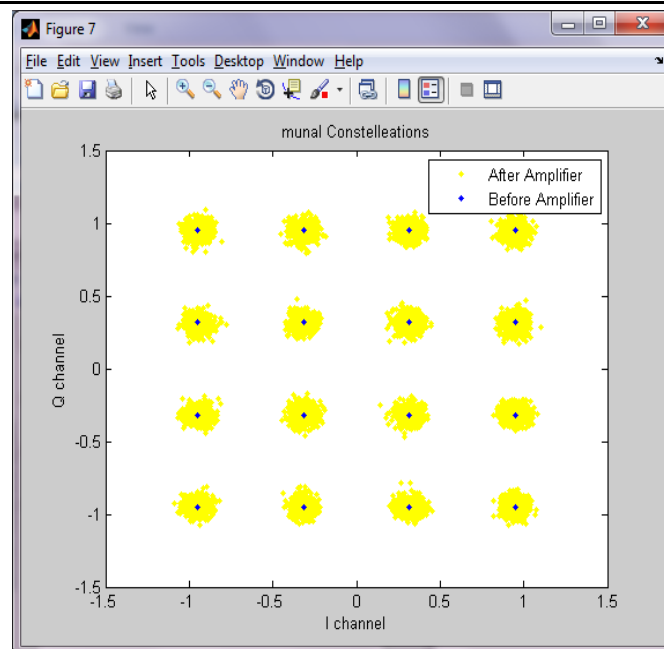 Figure 7
File Edit View Insert Tools Desktop Window Help
munal Constelleations
After Amplifier
Before Amplifier
1.5
1
0.5
0
-0.5
-1
-1.5
Q channel
-1.5 -1 -0.5 0 0.5 1 1.5
I channel